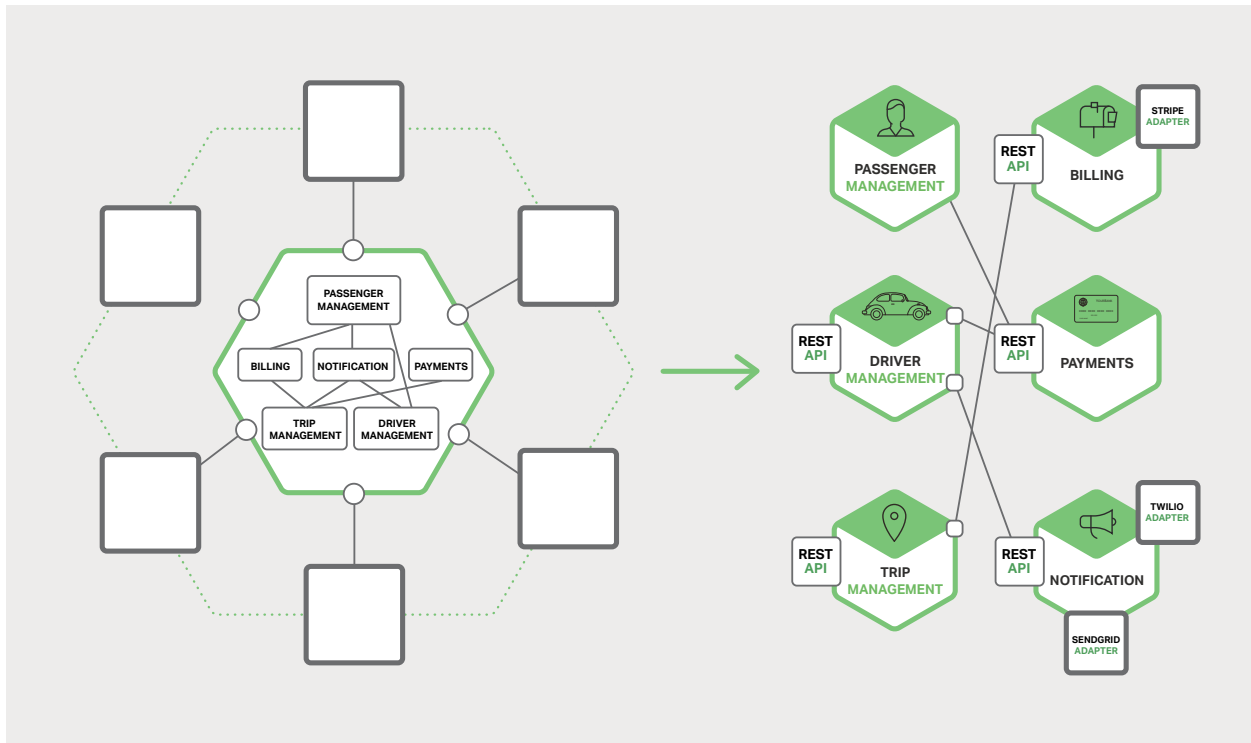 PASSENGER
MANAGEMENT
BILLING
NOTIFICATION
PAYMENTS
TRIP
MANAGEMENT
DRIVER
MANAGEMENT
PASSENGER
MANAGEMENT
REST
API
BILLING
STRIPE
ADAPTER
REST
API
DRIVER
MANAGEMENT
REST
API
PAYMENTS
REST
API
TRIP
MANAGEMENT
REST
API
NOTIFICATION
TWILIO
ADAPTER
SENDGRID
ADAPTER